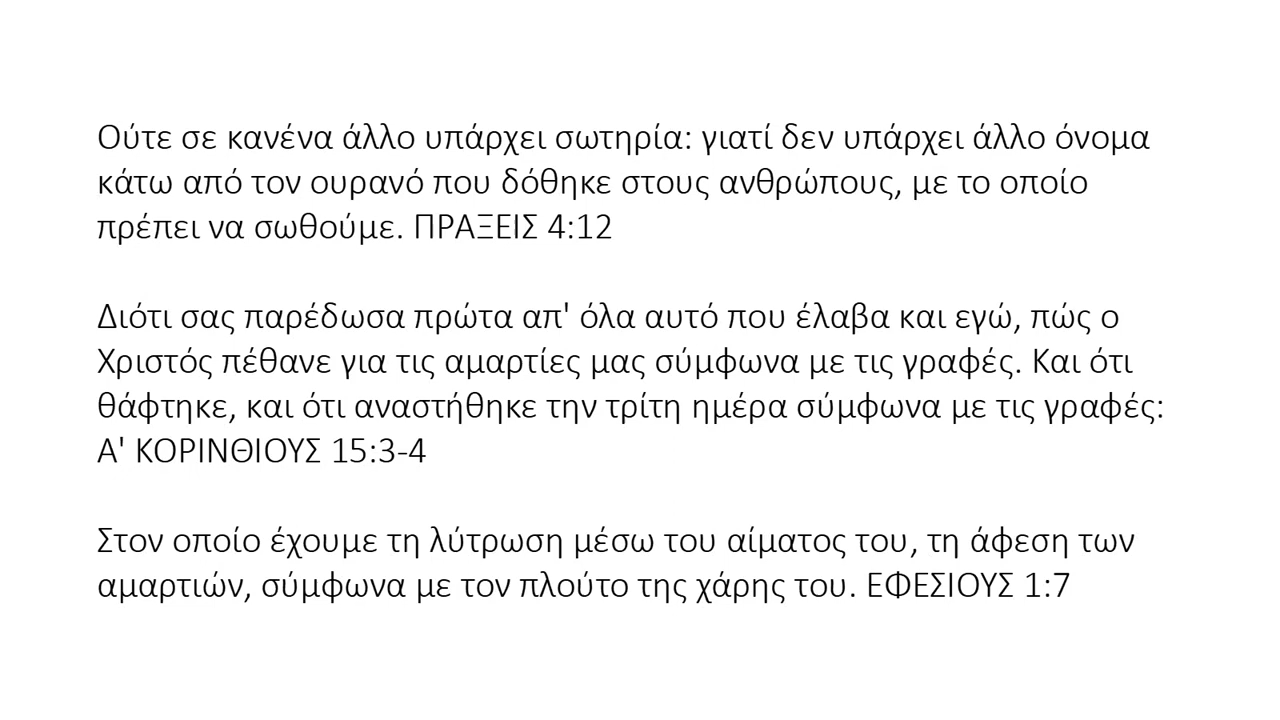 Ούτε σε κανένα άλλο υπάρχει σωτηρία: γιατί δεν υπάρχει άλλο όνομα
κάτω από τον ουρανό που δόθηκε στους ανθρώπους, με το οποίο
πρέπει να σωθούμε. ΠΡΑΞΕΙΣ 4:12
Διότι σας παρέδωσα πρώτα απ' όλα αυτό που έλαβα και εγώ, πώς ο
Χριστός πέθανε για τις αμαρτίες μας σύμφωνα με τις γραφές. Και ότι
θάφτηκε, και ότι αναστήθηκε την τρίτη ημέρα σύμφωνα με τις γραφές:
Α' ΚΟΡΙΝΘΙΟΥΣ 15:3-4
Στον οποίο έχουμε τη λύτρωση μέσω του αίματος του, τη άφεση των
αμαρτιών, σύμφωνα με τον πλούτο της χάρης του. ΕΦΕΣΙΟΥΣ 1:7